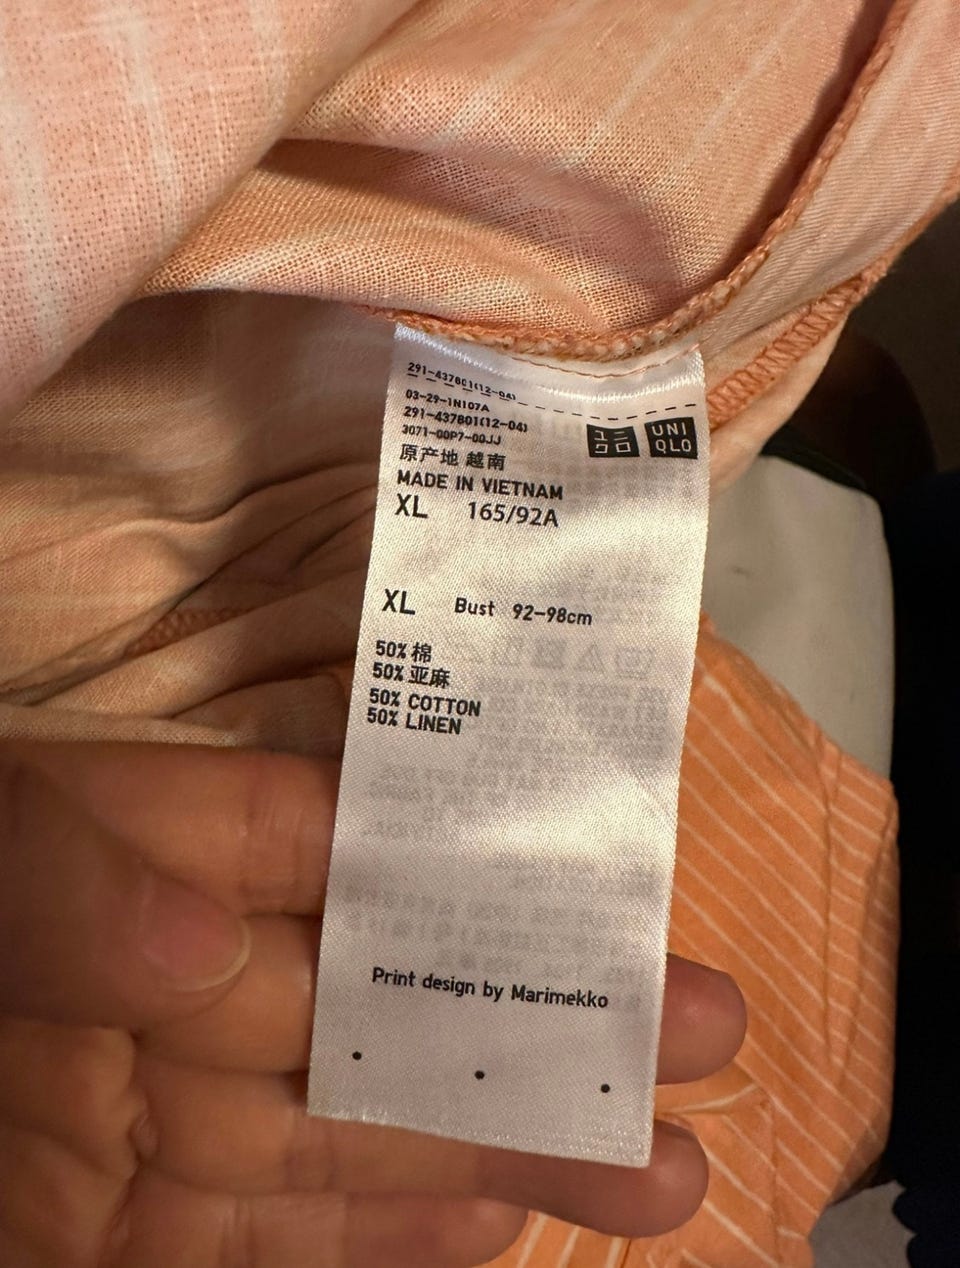 291-437801(12-04)
03-29-1N107A
291-437801(12-04)
3071-00P7-00JJ
ユニ
クロ
UNI
QLO
原产地 越南
MADE IN VIETNAM
XL 165/92A
XL Bust 92-98cm
50% 棉
50% 亚麻
50% COTTON
50% LINEN
Print design by Marimekko